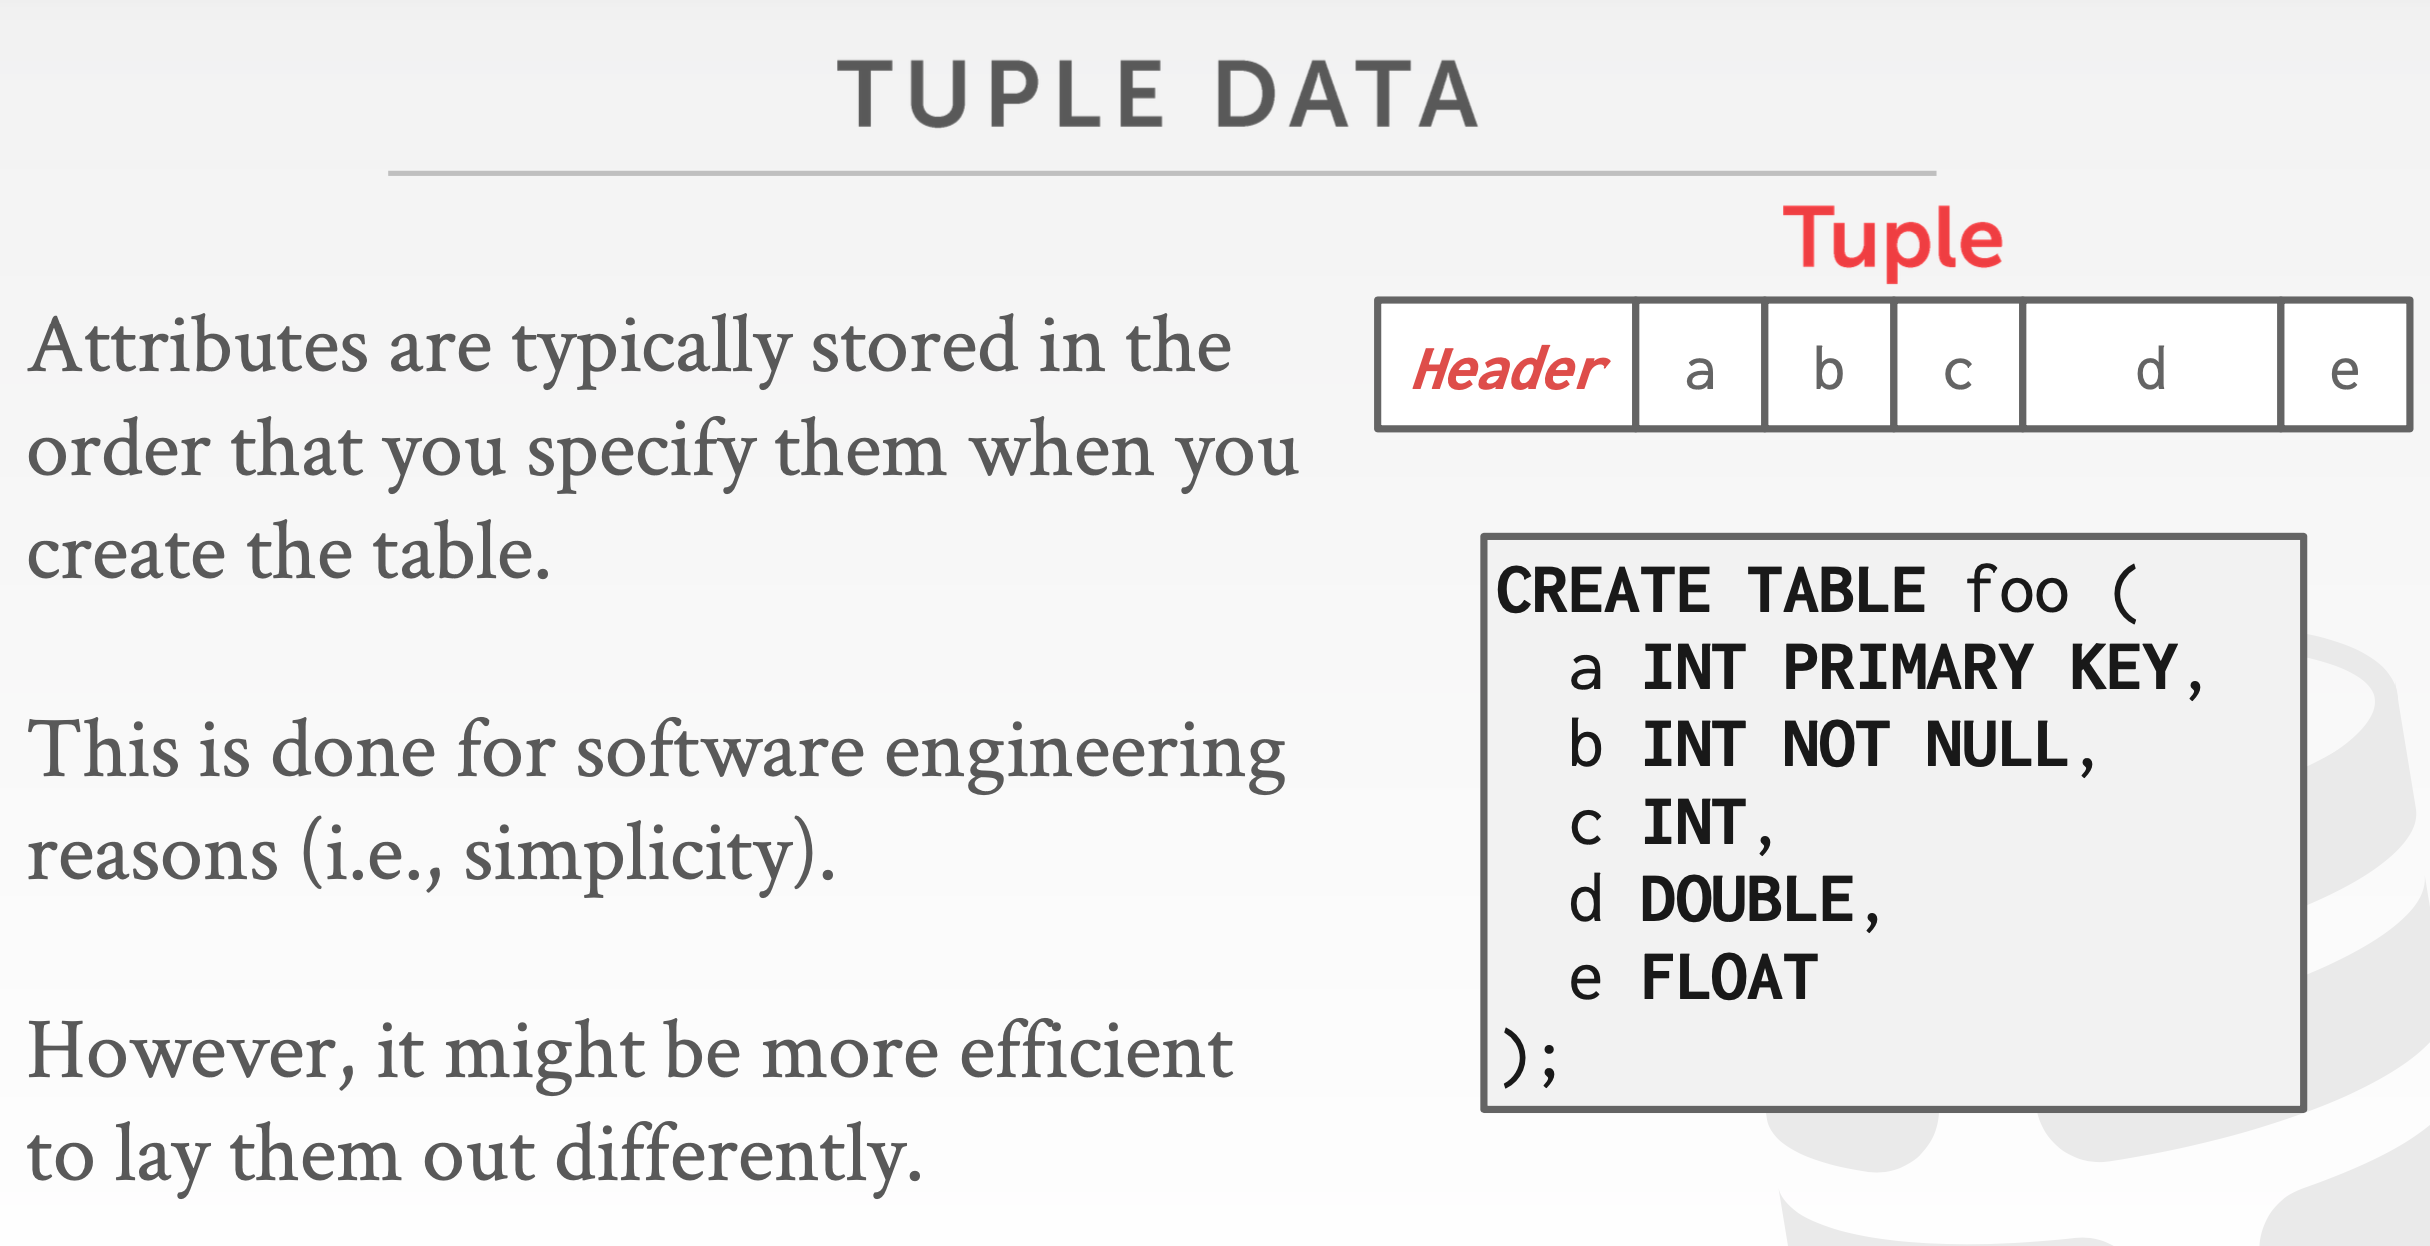 TUPLE DATA
Attributes are typically stored in the
order that you specify them when you
create the table.
This is done for software engineering
reasons (i.e., simplicity).
However, it might be more efficient
to lay them out differently.
Tuple
Header a b c d e
CREATE TABLE foo (
a INT PRIMARY KEY,
b INT NOT NULL,
c INT,
d DOUBLE,
e FLOAT
);